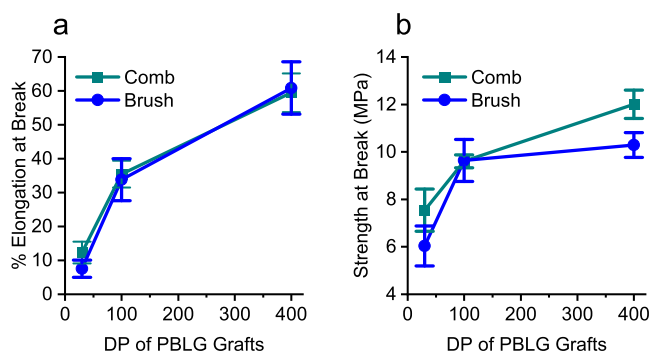 a
70
60
50
40
30
20
10
0
% Elongation at Break
Comb
Brush
0 100 200 300 400
DP of PBLG Grafts
b
14
12
10
8
6
4
Strength at Break (MPa)
Comb
Brush
0 100 200 300 400
DP of PBLG Grafts